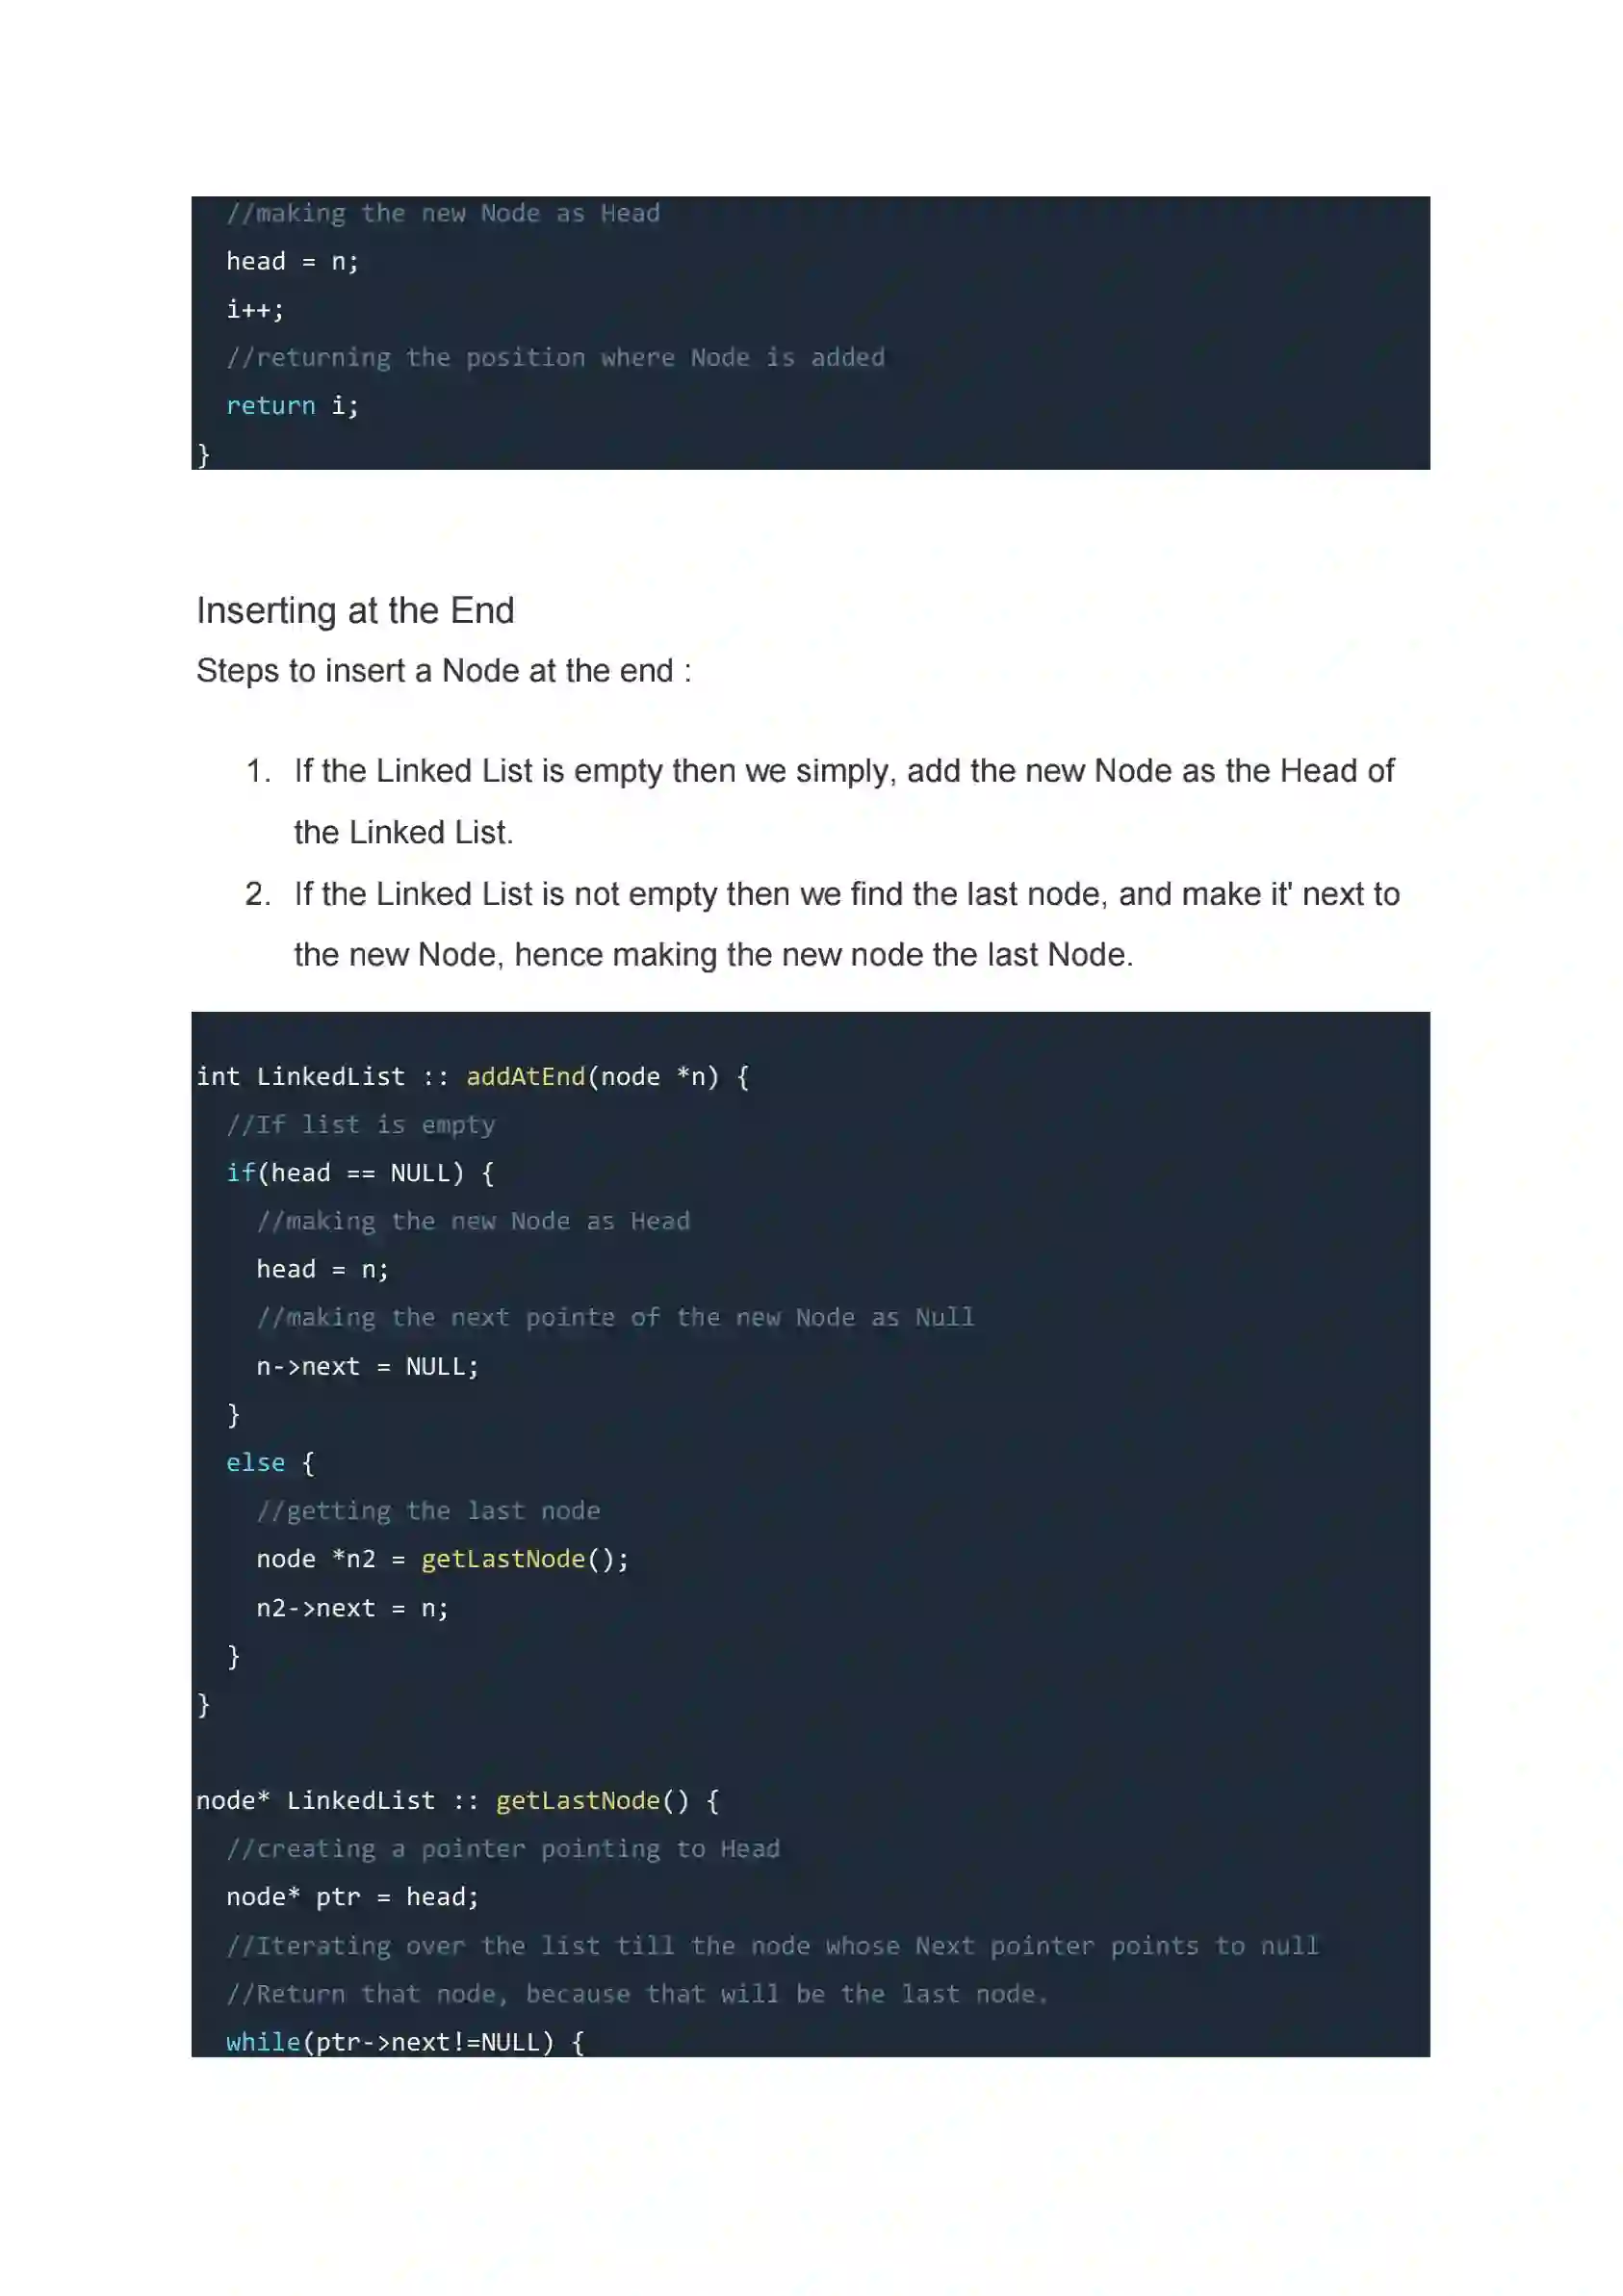 //making the new Node as Head
head = n;
i++;
//returning the position where Node is added
return i;
}
Inserting at the End
Steps to insert a Node at the end :
1. If the Linked List is empty then we simply, add the new Node as the Head of
the Linked List.
2. If the Linked List is not empty then we find the last node, and make it' next to
the new Node, hence making the new node the last Node.
int LinkedList :: addAtEnd(node *n) {
//If list is empty
if(head == NULL) {
//making the new Node as Head
head = n;
//making the next pointe of the new Node as Null
n->next = NULL;
}
else {
//getting the last node
node *n2 = getLastNode();
n2->next = n;
}
}
node* LinkedList :: getLastNode() {
//creating a pointer pointing to Head
node* ptr = head;
//Iterating over the list till the node whose Next pointer points to null
//Return that node, because that will be the last node.
while(ptr->next!=NULL) {